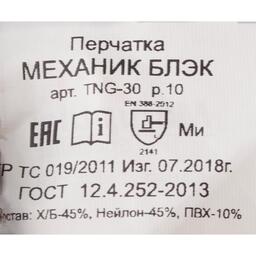 Перчатка
МЕХАНИК БЛЭК
арт. TNG-30 р.10
EN 388-2012
EAC Ми
2141
ТС 019/2011 Изг. 07.2018г.
ГОСТ 12.4.252-2013
став: Х/Б-45%, Нейлон-45%, ПВХ-10%